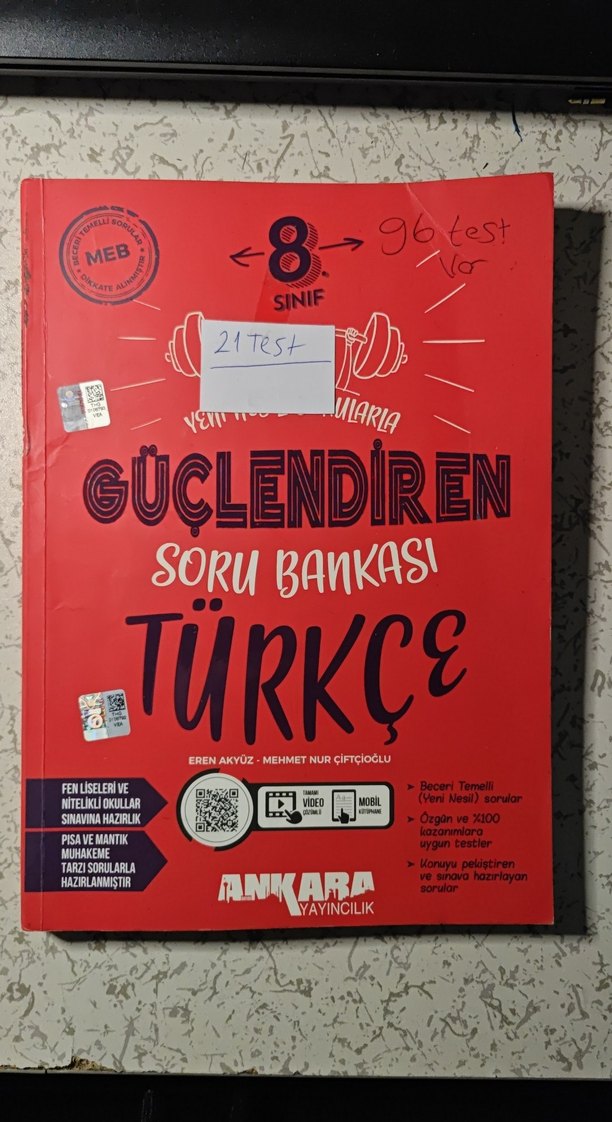 BECERİ TEMELLİ SORULAR
MEB
DİKKATE ALINMIŞTIR
8.
SINIF
96 test
Var
21 Test
YENİ
GÜÇLENDİREN
SORU BANKASI
TÜRKÇE
EREN AKYÜZ - MEHMET NUR ÇİFTÇİOĞLU
FEN LİSELERİ VE
NİTELİKLİ OKULLAR
SINAVINA HAZIRLIK
PISA VE MANTIK
MUHAKEME
TARZI SORULARLA
HAZIRLANMIŞTIR
TAMAMI
VİDEO
ÇÖZÜMLÜ
MOBİL
KÜTÜPHANE
Beceri Temelli
(Yeni Nesil) sorular
Özgün ve %100
kazanımlara
uygun testler
Konuyu pekiştiren
ve sınava hazırlayan
sorular
ANKARA
YAYINCILIK